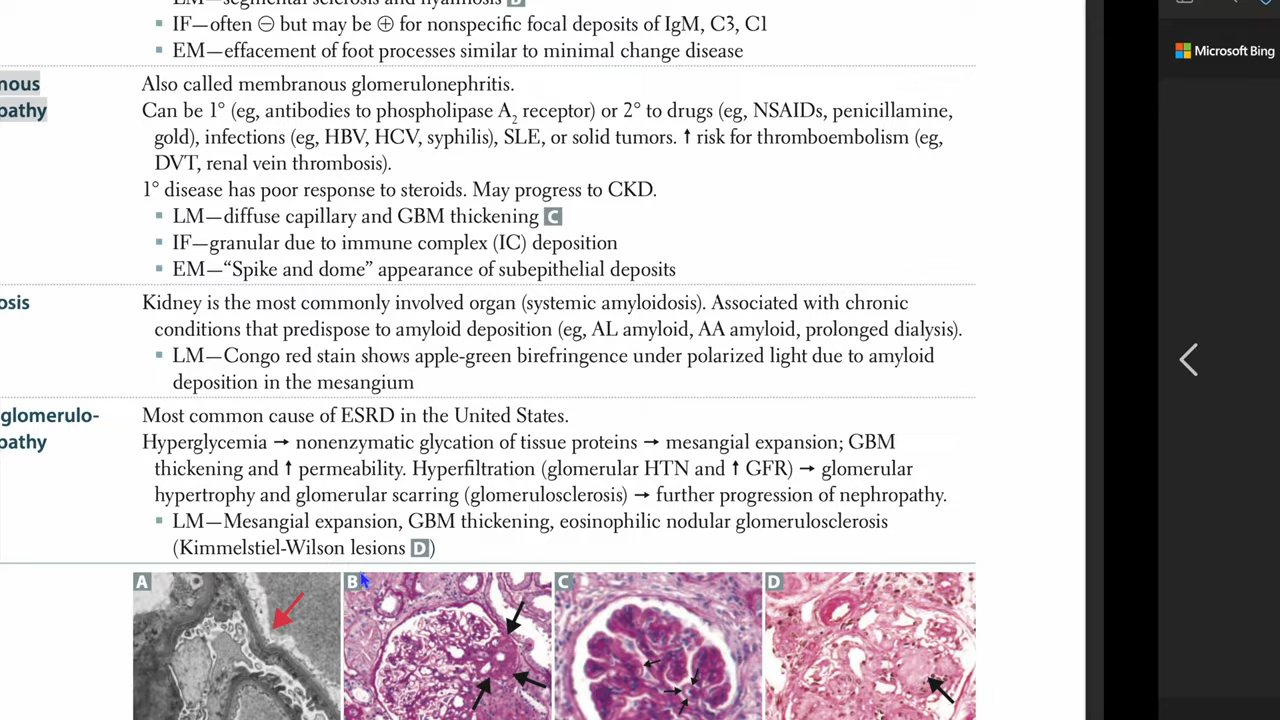 LM—segmental sclerosis and hyalinosis B
IF—often ⊖ but may be ⊕ for nonspecific focal deposits of IgM, C3, C1
EM—effacement of foot processes similar to minimal change disease
nous
pathy
Also called membranous glomerulonephritis.
Can be 1° (eg, antibodies to phospholipase A₂ receptor) or 2° to drugs (eg, NSAIDs, penicillamine,
gold), infections (eg, HBV, HCV, syphilis), SLE, or solid tumors. ↑ risk for thromboembolism (eg,
DVT, renal vein thrombosis).
1° disease has poor response to steroids. May progress to CKD.
LM—diffuse capillary and GBM thickening C
IF—granular due to immune complex (IC) deposition
EM—“Spike and dome” appearance of subepithelial deposits
osis
Kidney is the most commonly involved organ (systemic amyloidosis). Associated with chronic
conditions that predispose to amyloid deposition (eg, AL amyloid, AA amyloid, prolonged dialysis).
LM—Congo red stain shows apple-green birefringence under polarized light due to amyloid
deposition in the mesangium
glomerulo-
pathy
Most common cause of ESRD in the United States.
Hyperglycemia → nonenzymatic glycation of tissue proteins → mesangial expansion; GBM
thickening and ↑ permeability. Hyperfiltration (glomerular HTN and ↑ GFR) → glomerular
hypertrophy and glomerular scarring (glomerulosclerosis) → further progression of nephropathy.
LM—Mesangial expansion, GBM thickening, eosinophilic nodular glomerulosclerosis
(Kimmelstiel-Wilson lesions D)
A
B
C
D
Microsoft Bing